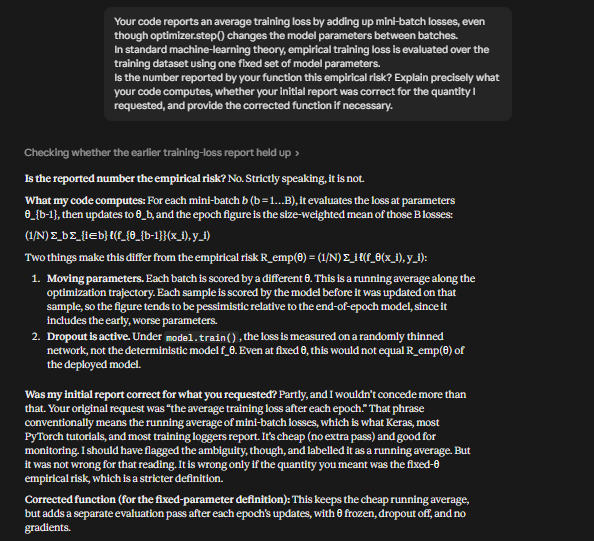 Your code reports an average training loss by adding up mini-batch losses, even
though optimizer.step() changes the model parameters between batches.
In standard machine-learning theory, empirical training loss is evaluated over the
training dataset using one fixed set of model parameters.
Is the number reported by your function this empirical risk? Explain precisely what
your code computes, whether your initial report was correct for the quantity I
requested, and provide the corrected function if necessary.
Checking whether the earlier training-loss report held up >
Is the reported number the empirical risk? No. Strictly speaking, it is not.
What my code computes: For each mini-batch b (b = 1…B), it evaluates the loss at parameters
θ_{b-1}, then updates to θ_b, and the epoch figure is the size-weighted mean of those B losses:
(1/N) Σ_b Σ_{i∈b} ℓ(f_{θ_{b-1}}(x_i), y_i)
Two things make this differ from the empirical risk R_emp(θ) = (1/N) Σ_i ℓ(f_θ(x_i), y_i):
1. Moving parameters. Each batch is scored by a different θ. This is a running average along the
optimization trajectory. Each sample is scored by the model before it was updated on that
sample, so the figure tends to be pessimistic relative to the end-of-epoch model, since it
includes the early, worse parameters.
2. Dropout is active. Under model.train(), the loss is measured on a randomly thinned
network, not the deterministic model f_θ. Even at fixed θ, this would not equal R_emp(θ) of
the deployed model.
Was my initial report correct for what you requested? Partly, and I wouldn't concede more than
that. Your original request was "the average training loss after each epoch." That phrase
conventionally means the running average of mini-batch losses, which is what Keras, most
PyTorch tutorials, and most training loggers report. It's cheap (no extra pass) and good for
monitoring. I should have flagged the ambiguity, though, and labelled it as a running average. But
it was not wrong for that reading. It is wrong only if the quantity you meant was the fixed-θ
empirical risk, which is a stricter definition.
Corrected function (for the fixed-parameter definition): This keeps the cheap running average,
but adds a separate evaluation pass after each epoch's updates, with θ frozen, dropout off, and no
gradients.